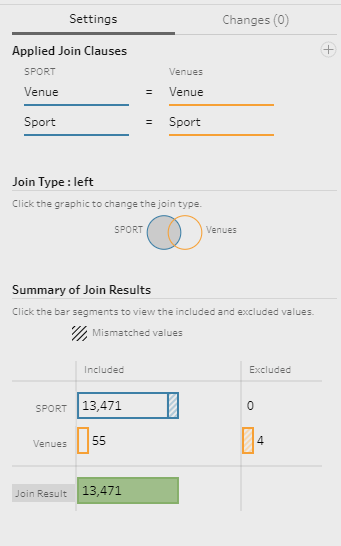 Settings Changes (0)
Applied Join Clauses
SPORT Venues
Venue = Venue
Sport = Sport
Join Type : left
Click the graphic to change the join type.
SPORT Venues
Summary of Join Results
Click the bar segments to view the included and excluded values.
Mismatched values
Included Excluded
SPORT 13,471 0
Venues 55 4
Join Result 13,471